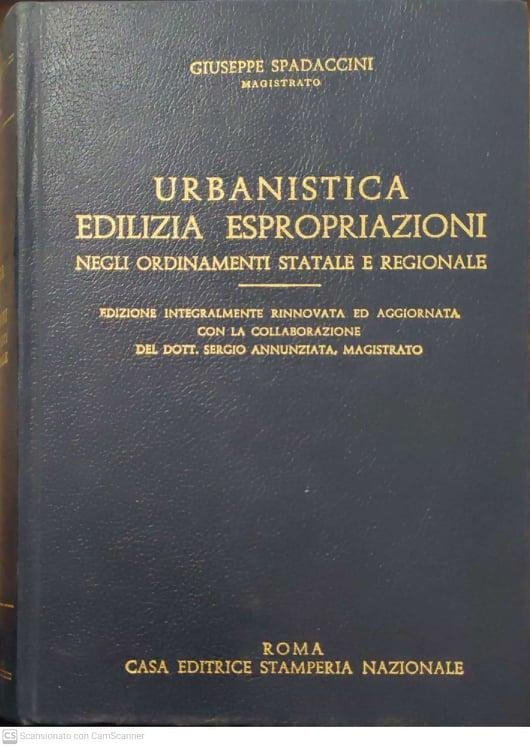 GIUSEPPE SPADACCINI
MAGISTRATO
URBANISTICA
EDILIZIA ESPROPRIAZIONI
NEGLI ORDINAMENTI STATALE E REGIONALE
EDIZIONE INTEGRALMENTE RINNOVATA ED AGGIORNATA
CON LA COLLABORAZIONE
DEL DOTT. SERGIO ANNUNZIATA, MAGISTRATO
ROMA
CASA EDITRICE STAMPERIA NAZIONALE
CS Scansionato con CamScanner